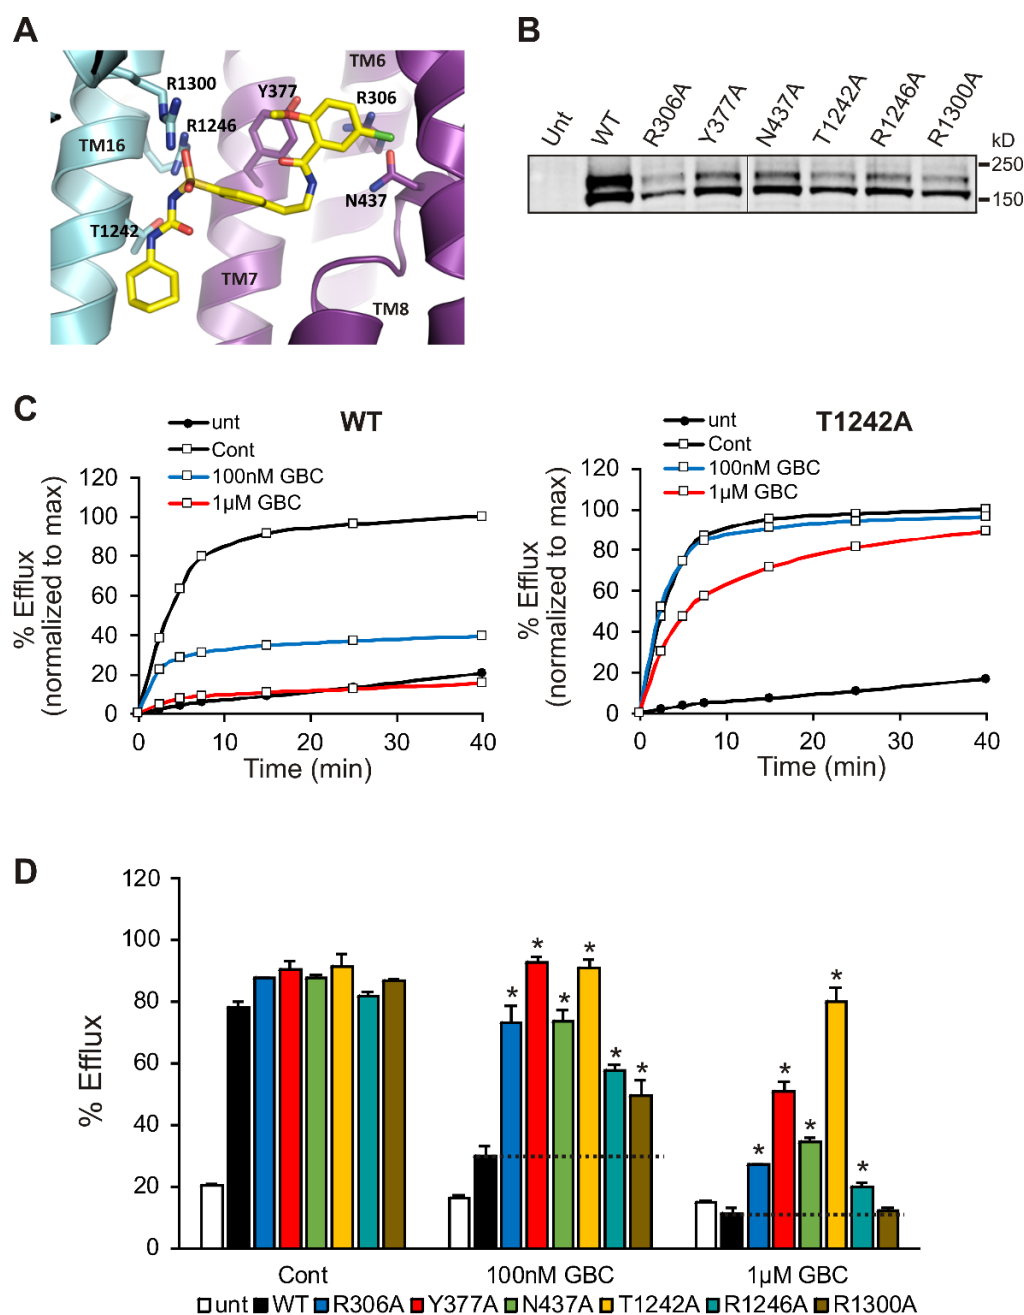 A
TM6
R1300
Y377
R306
R1246
TM16
N437
T1242
TM7
TM8
B
Unt
WT
R306A
Y377A
N437A
T1242A
R1246A
R1300A
kD
250
150
C
unt
WT
Cont
100nM GBC
1µM GBC
120
100
80
60
40
20
0
% Efflux
(normalized to max)
0
10
20
30
40
Time (min)
unt
T1242A
Cont
100nM GBC
1µM GBC
120
100
80
60
40
20
0
% Efflux
(normalized to max)
0
10
20
30
40
Time (min)
D
120
100
80
60
40
20
0
% Efflux
* * * * * *
* * * * *
Cont
100nM GBC
1µM GBC
unt WT R306A Y377A N437A T1242A R1246A R1300A